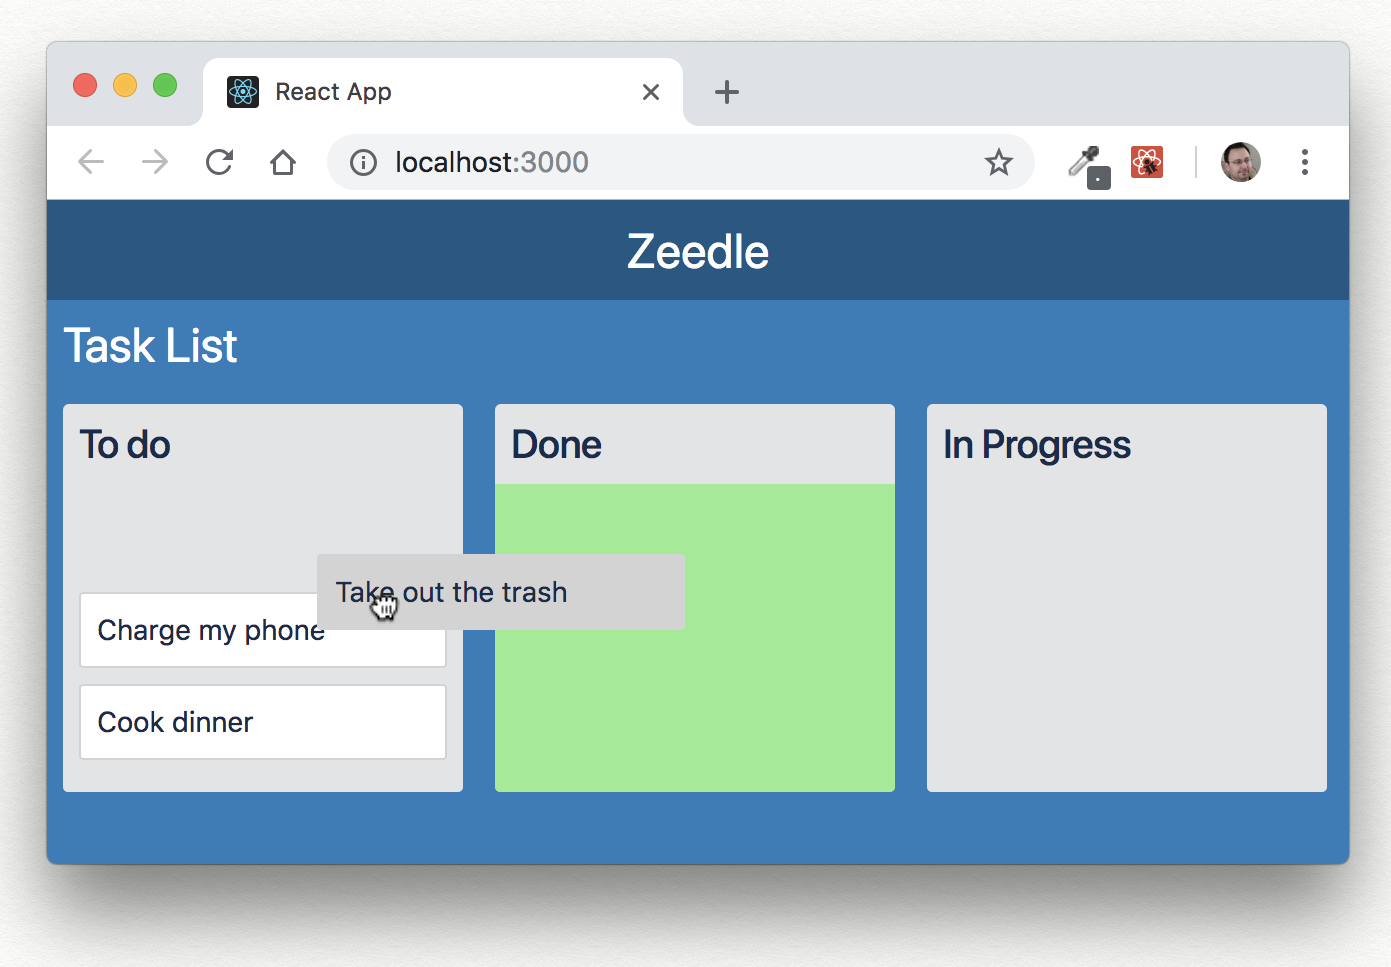 React App
localhost:3000
Zeedle
Task List
To do
Done
In Progress
Take out the trash
Charge my phone
Cook dinner